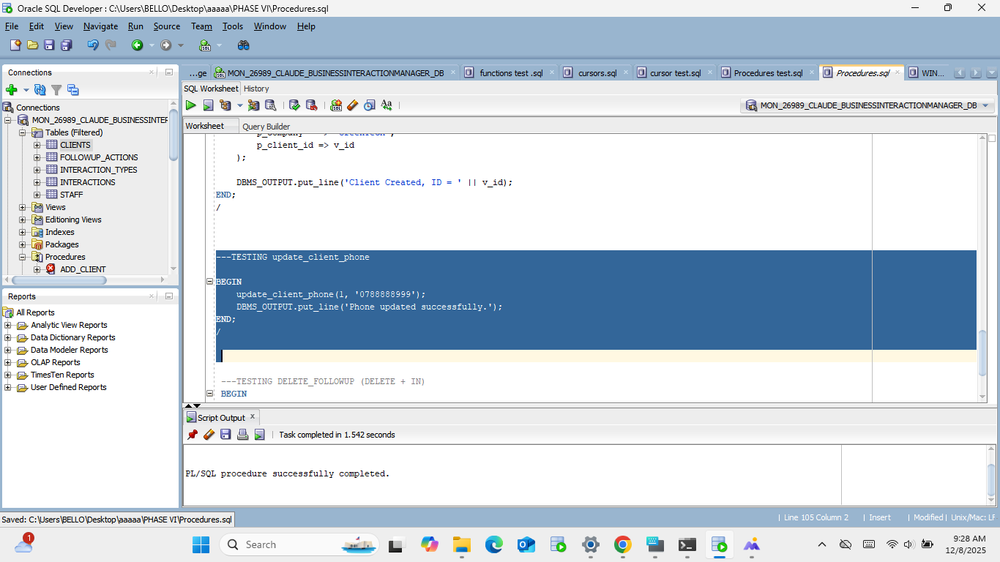 Oracle SQL Developer : C:\Users\BELLO\Desktop\aaaaa\PHASE VI\Procedures.sql
File Edit View Navigate Run Source Team Tools Window Help
Connections
Connections
MON_26989_CLAUDE_BUSINESSINTER
Tables (Filtered)
CLIENTS
FOLLOWUP_ACTIONS
INTERACTION_TYPES
INTERACTIONS
STAFF
Views
Editioning Views
Indexes
Packages
Procedures
ADD_CLIENT
Reports
All Reports
Analytic View Reports
Data Dictionary Reports
Data Modeler Reports
OLAP Reports
TimesTen Reports
User Defined Reports
...ge MON_26989_CLAUDE_BUSINESSINTERACTIONMANAGER_DB functions test .sql cursors.sql cursor test.sql Procedures test.sql Procedures.sql WIN...
SQL Worksheet History
MON_26989_CLAUDE_BUSINESSINTERACTIONMANAGER_DB
Worksheet Query Builder
p_client_id => v_id
);
DBMS_OUTPUT.put_line('Client Created, ID = ' || v_id);
END;
/
---TESTING update_client_phone
BEGIN
update_client_phone(1, '0788888999');
DBMS_OUTPUT.put_line('Phone updated successfully.');
END;
/
---TESTING DELETE_FOLLOWUP (DELETE + IN)
BEGIN
Script Output
Task completed in 1.542 seconds
PL/SQL procedure successfully completed.
Saved: C:\Users\BELLO\Desktop\aaaaa\PHASE VI\Procedures.sql
| Line 105 Column 2 | Insert | Modified | Unix/Mac: LF
1
Search
9:28 AM
12/8/2025